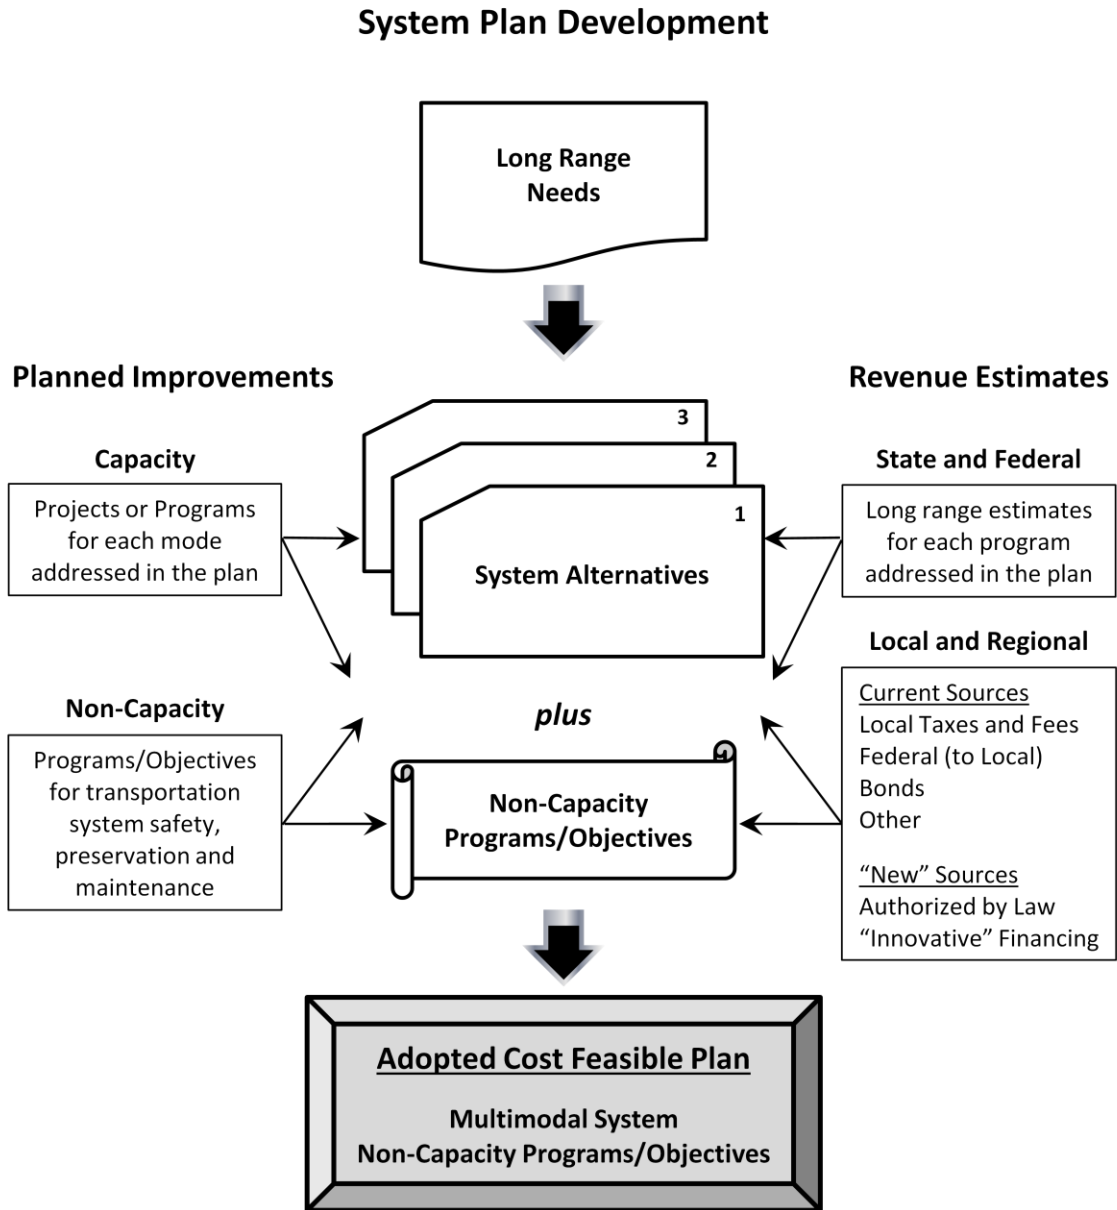 System Plan Development
Long Range
Needs
Planned Improvements
Capacity
Projects or Programs
for each mode
addressed in the plan
Non-Capacity
Programs/Objectives
for transportation
system safety,
preservation and
maintenance
3
2
1
System Alternatives
plus
Non-Capacity
Programs/Objectives
Revenue Estimates
State and Federal
Long range estimates
for each program
addressed in the plan
Local and Regional
Current Sources
Local Taxes and Fees
Federal (to Local)
Bonds
Other
“New” Sources
Authorized by Law
“Innovative” Financing
Adopted Cost Feasible Plan
Multimodal System
Non-Capacity Programs/Objectives